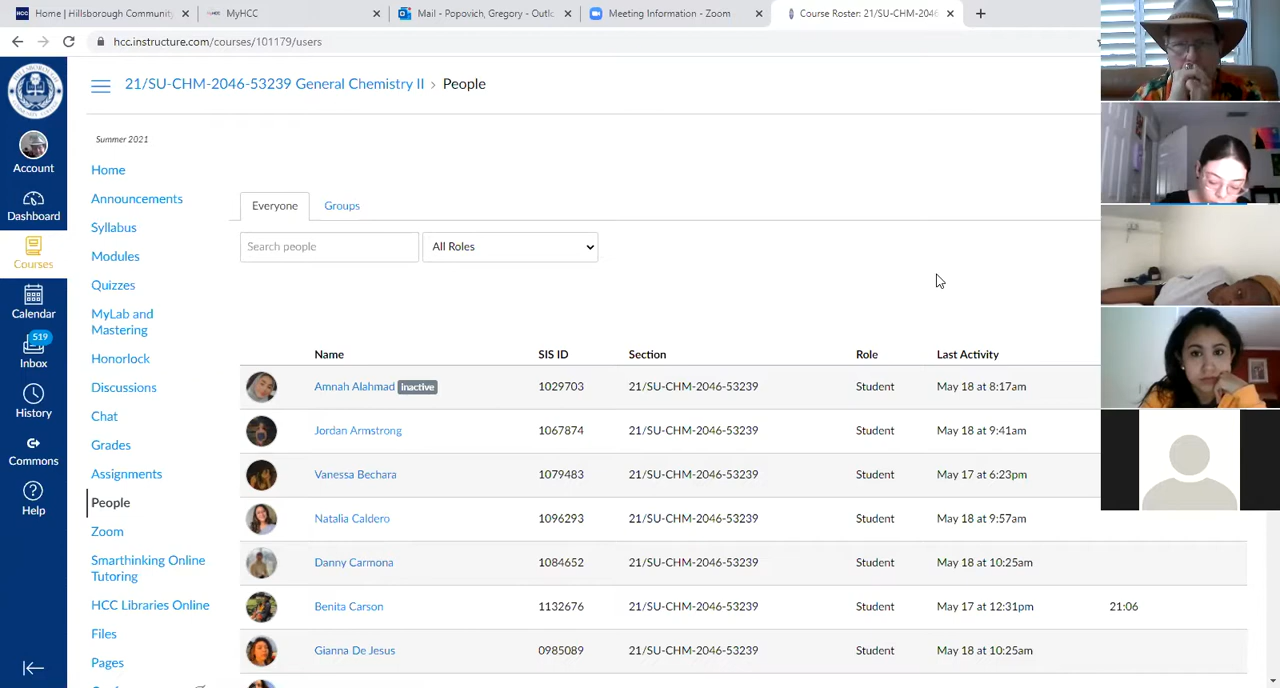 Home | Hillsborough Community
MyHCC
Mail - Popovich, Gregory - Outlo
Meeting Information - Zoom
Course Roster: 21/SU-CHM-2046
hcc.instructure.com/courses/101179/users
21/SU-CHM-2046-53239 General Chemistry II > People
Account
Dashboard
Courses
Calendar
519
Inbox
History
Commons
Help
Summer 2021
Home
Announcements
Syllabus
Modules
Quizzes
MyLab and
Mastering
Honorlock
Discussions
Chat
Grades
Assignments
People
Zoom
Smarthinking Online
Tutoring
HCC Libraries Online
Files
Pages
Everyone Groups
Search people All Roles
Name SIS ID Section Role Last Activity
Amnah Alahmad Inactive 1029703 21/SU-CHM-2046-53239 Student May 18 at 8:17am
Jordan Armstrong 1067874 21/SU-CHM-2046-53239 Student May 18 at 9:41am
Vanessa Bechara 1079483 21/SU-CHM-2046-53239 Student May 17 at 6:23pm
Natalia Caldero 1096293 21/SU-CHM-2046-53239 Student May 18 at 9:57am
Danny Carmona 1084652 21/SU-CHM-2046-53239 Student May 18 at 10:25am
Benita Carson 1132676 21/SU-CHM-2046-53239 Student May 17 at 12:31pm 21:06
Gianna De Jesus 0985089 21/SU-CHM-2046-53239 Student May 18 at 10:25am